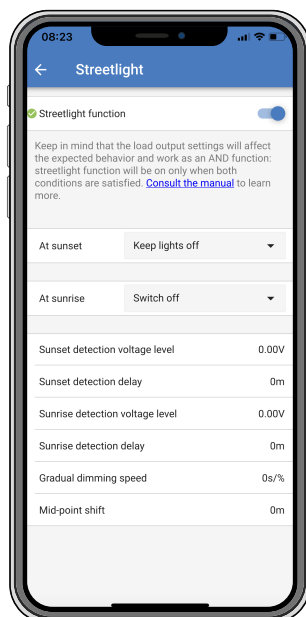 08:23
Streetlight
Streetlight function
Keep in mind that the load output settings will affect
the expected behavior and work as an AND function:
streetlight function will be on only when both
conditions are satisfied. Consult the manual to learn
more.
At sunset Keep lights off
At sunrise Switch off
Sunset detection voltage level 0.00V
Sunset detection delay 0m
Sunrise detection voltage level 0.00V
Sunrise detection delay 0m
Gradual dimming speed 0s/%
Mid-point shift 0m